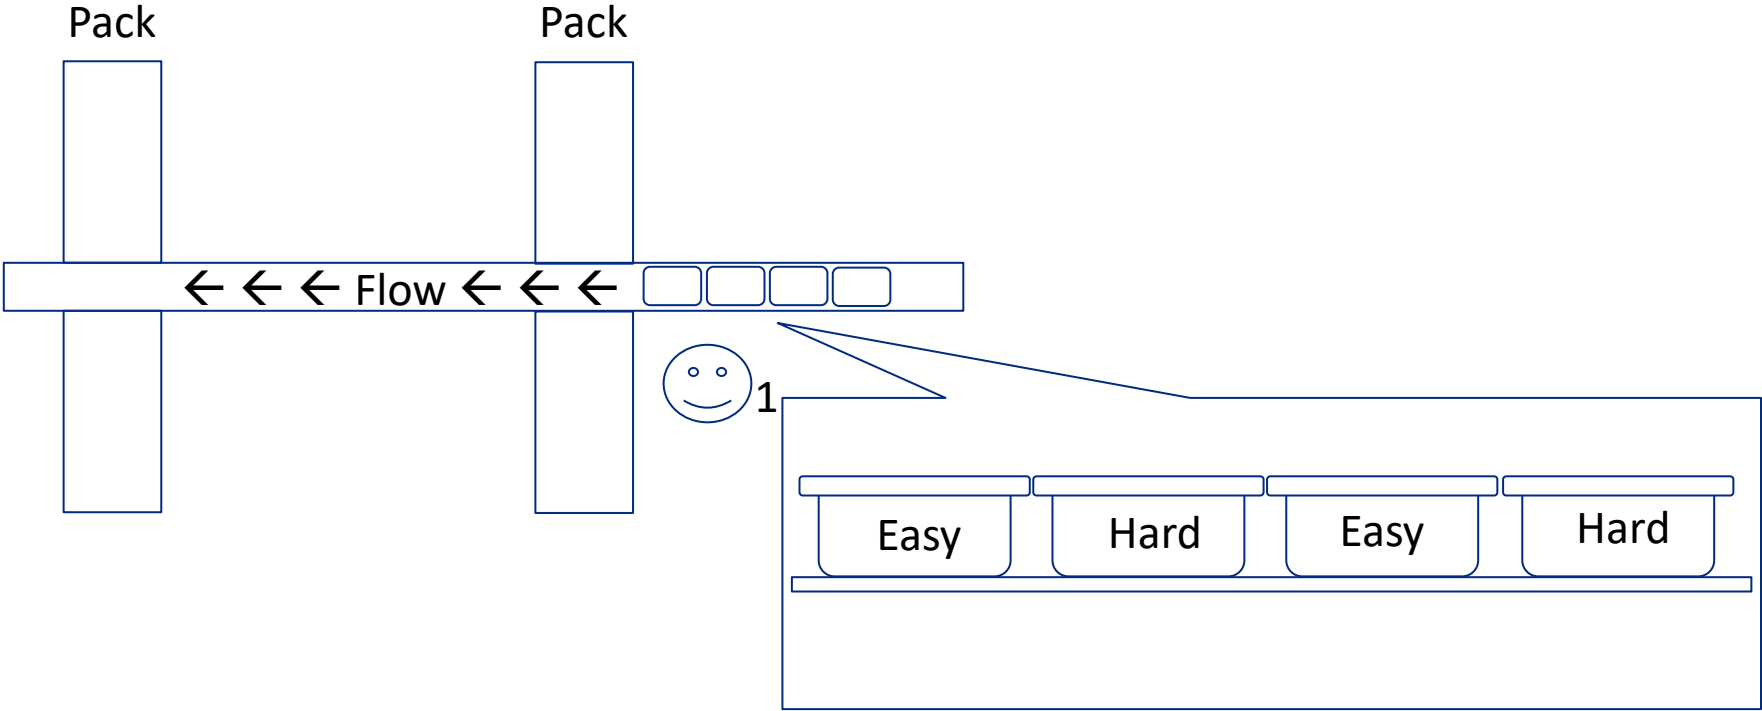 Pack
Pack
← ← ← Flow ← ← ←
1
Easy
Hard
Easy
Hard